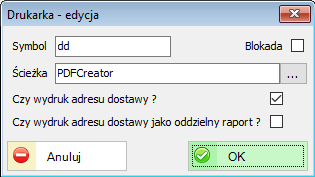 Drukarka - edycja
Symbol dd Blokada
Ścieżka PDFCreator ...
Czy wydruk adresu dostawy ?
Czy wydruk adresu dostawy jako oddzielny raport ?
Anuluj OK